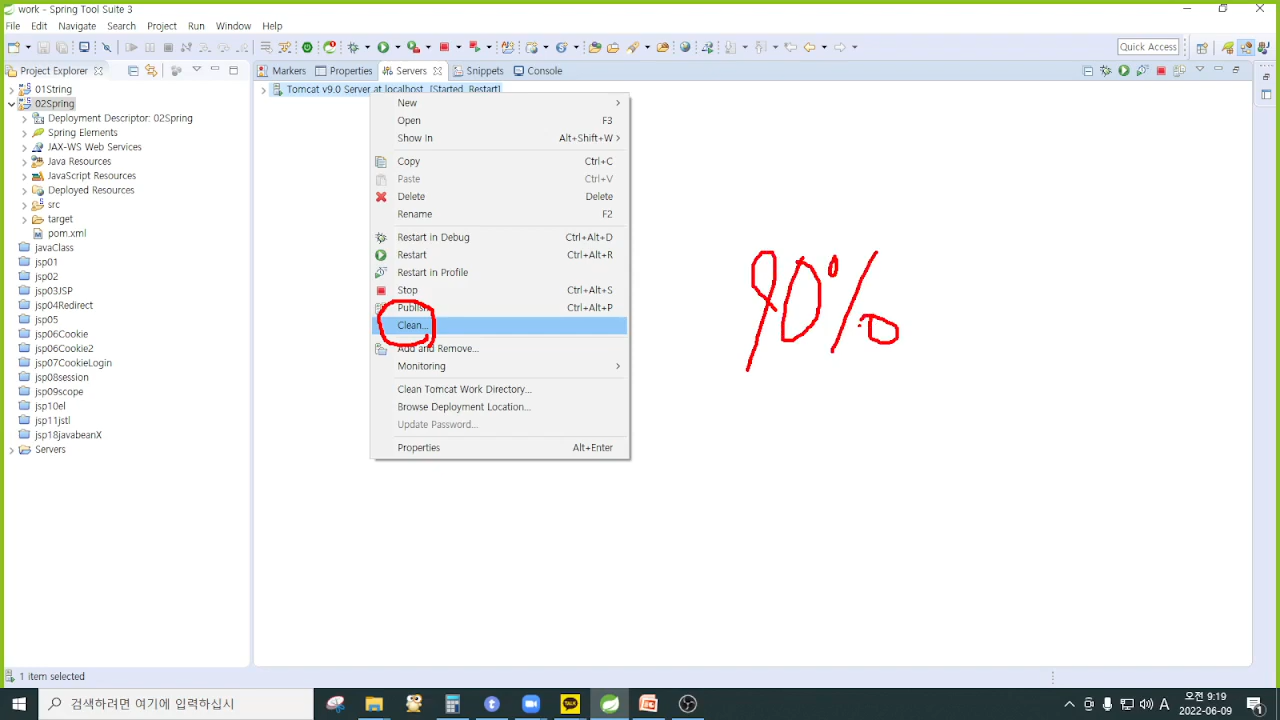 work - Spring Tool Suite 3
File Edit Navigate Search Project Run Window Help
Quick Access
Project Explorer
Markers Properties Servers Snippets Console
01String
02Spring
Deployment Descriptor: 02Spring
Spring Elements
JAX-WS Web Services
Java Resources
JavaScript Resources
Deployed Resources
src
target
pom.xml
javaClass
jsp01
jsp02
jsp03JSP
jsp04Redirect
jsp05
jsp06Cookie
jsp06Cookie2
jsp07CookieLogin
jsp08session
jsp09scope
jsp10el
jsp11jstl
jsp18javabeanX
Servers
Tomcat v9.0 Server at localhost [Started, Restart]
New
Open F3
Show In Alt+Shift+W
Copy Ctrl+C
Paste Ctrl+V
Delete Delete
Rename F2
Restart in Debug Ctrl+Alt+D
Restart Ctrl+Alt+R
Restart in Profile
Stop Ctrl+Alt+S
Publish Ctrl+Alt+P
Clean...
Add and Remove...
Monitoring
Clean Tomcat Work Directory...
Browse Deployment Location...
Update Password...
Properties Alt+Enter
90%
1 item selected
검색하려면 여기에 입력하십시
TALK
A
오전 9:19
2022-06-09
1